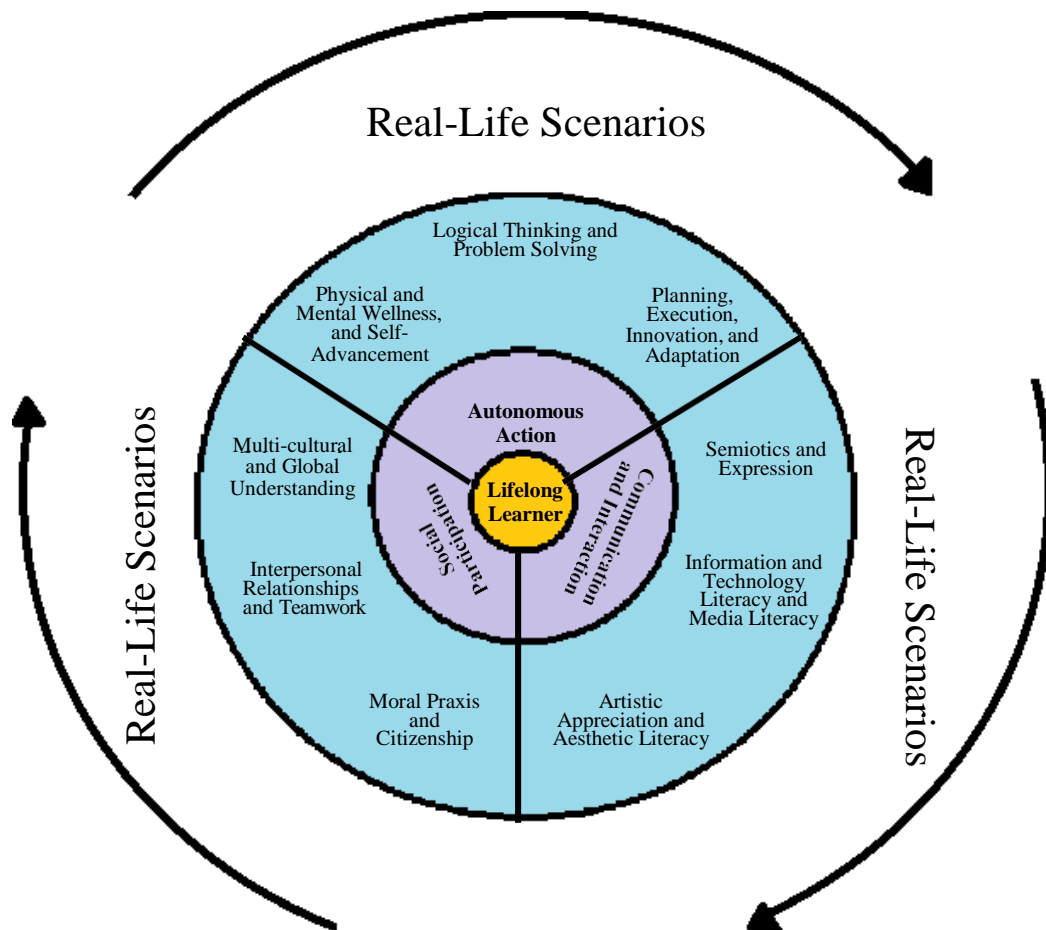 Real-Life Scenarios
Logical Thinking and
Problem Solving
Physical and
Mental Wellness,
and Self-
Advancement
Planning,
Execution,
Innovation, and
Adaptation
Autonomous
Action
Multi-cultural
and Global
Understanding
Semiotics and
Expression
Lifelong
Learner
Social
Participation
Communication
and Interaction
Interpersonal
Relationships
and Teamwork
Information and
Technology
Literacy and
Media Literacy
Moral Praxis
and
Citizenship
Artistic
Appreciation and
Aesthetic Literacy
Real-Life Scenarios
Real-Life Scenarios